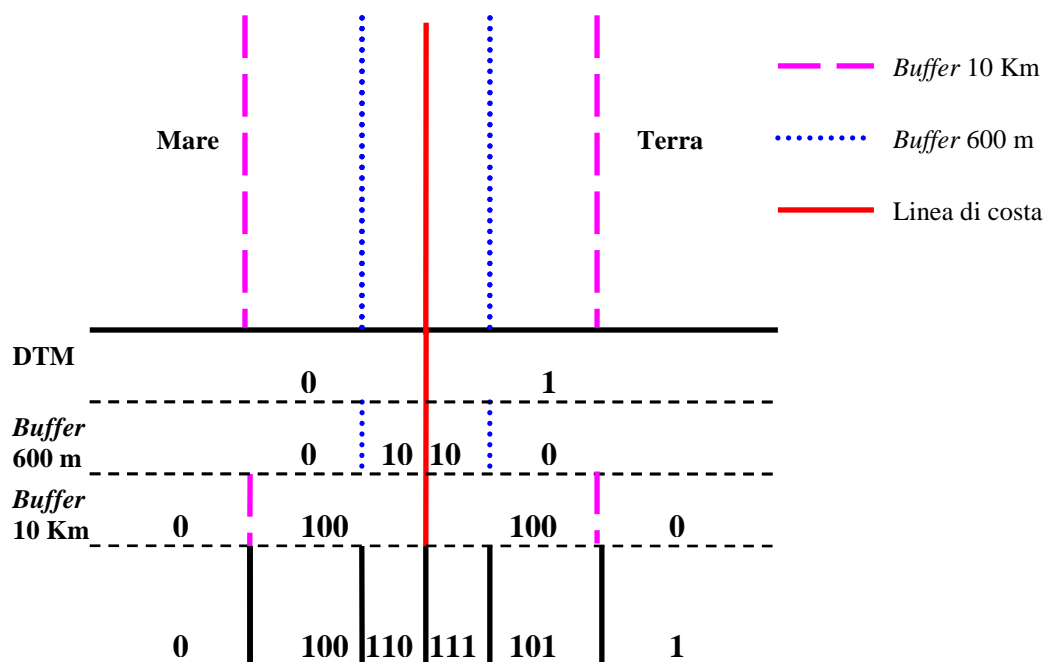 Buffer 10 Km
Mare
Terra
Buffer 600 m
Linea di costa
DTM
0 1
Buffer
600 m
0 10 10 0
Buffer
10 Km
0 100 100 0
0 100 110 111 101 1